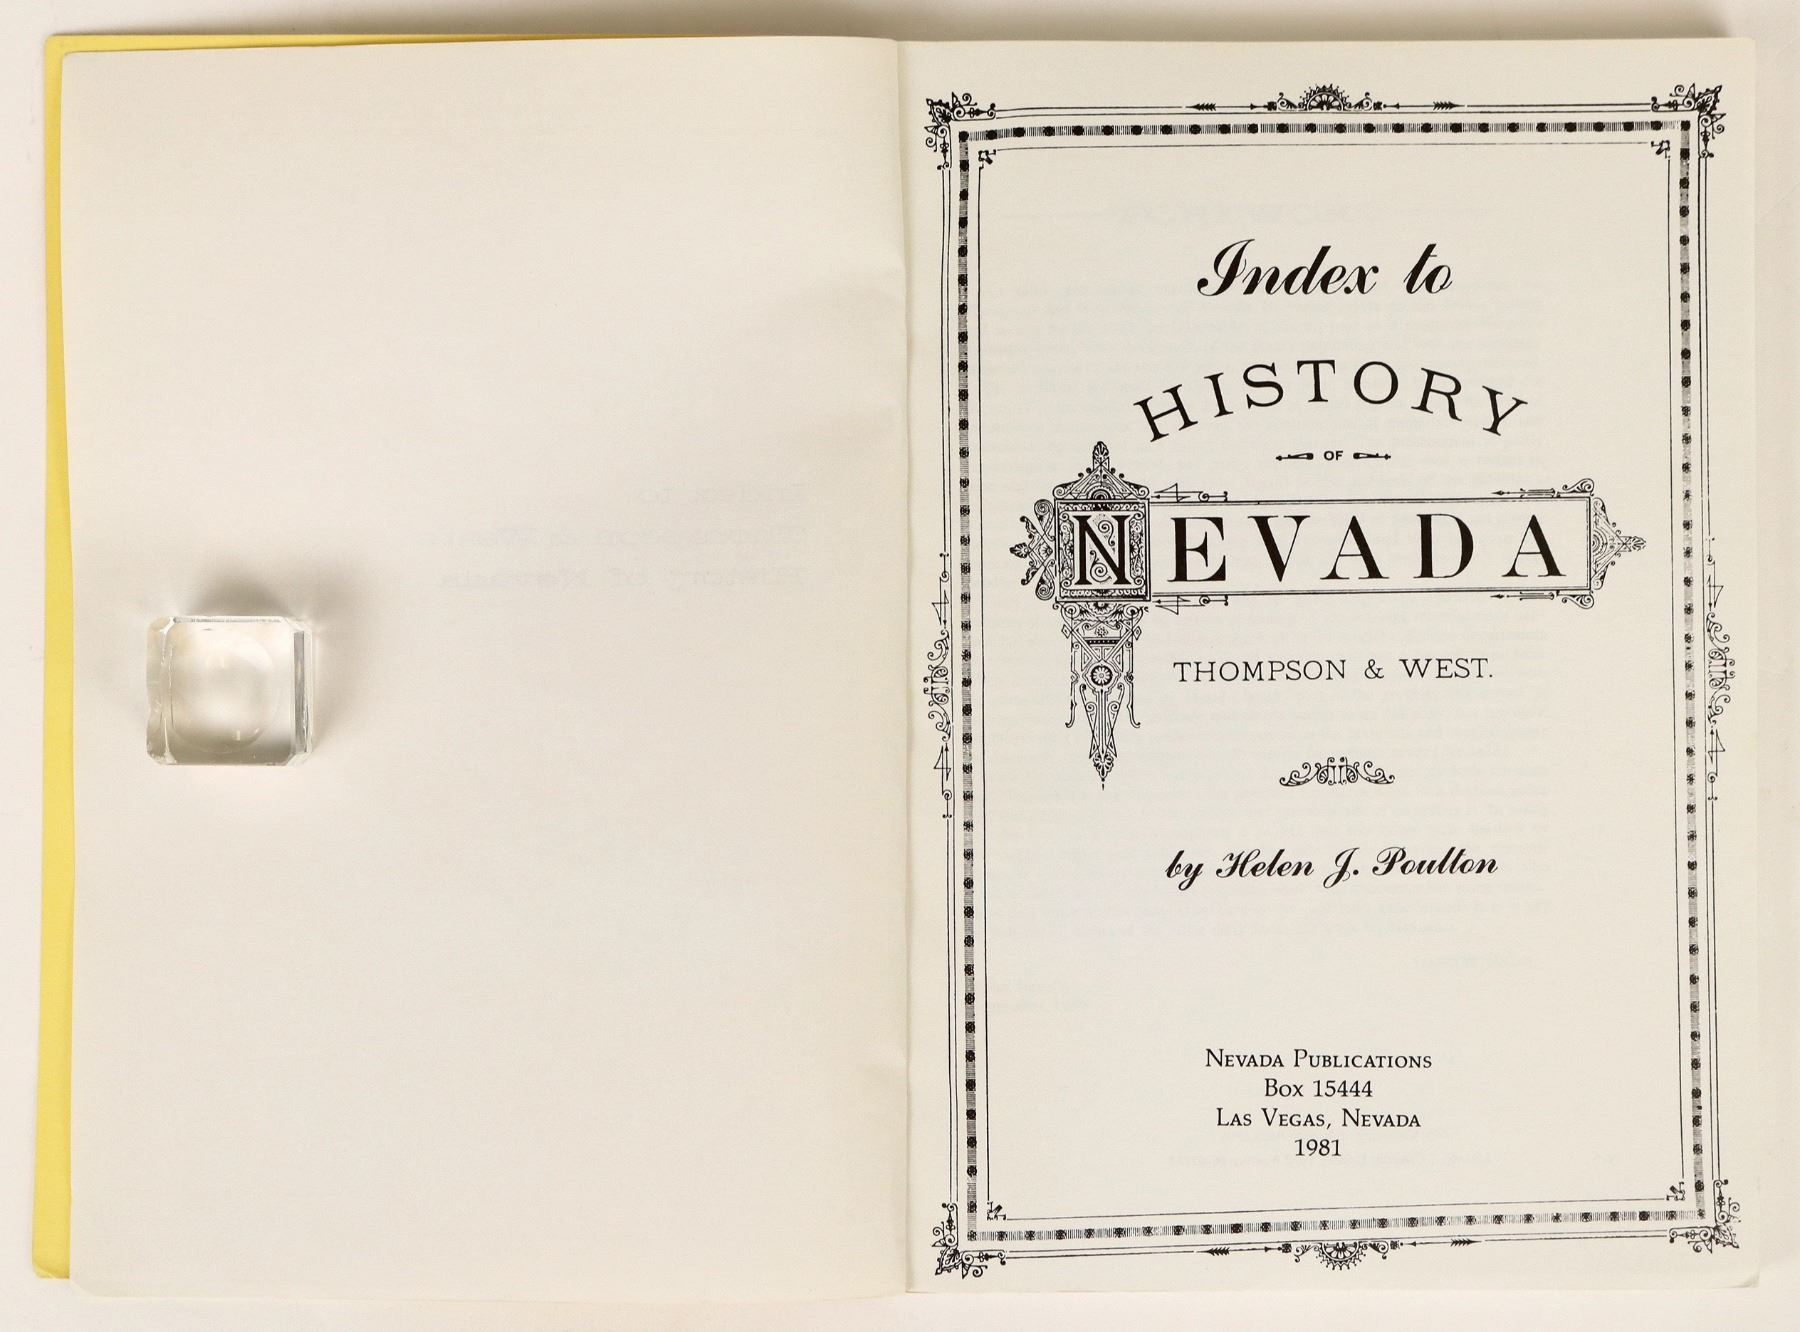 Index to
HISTORY
OF
NEVADA
THOMPSON & WEST.
by Helen J. Poulton
NEVADA PUBLICATIONS
BOX 15444
LAS VEGAS, NEVADA
1981